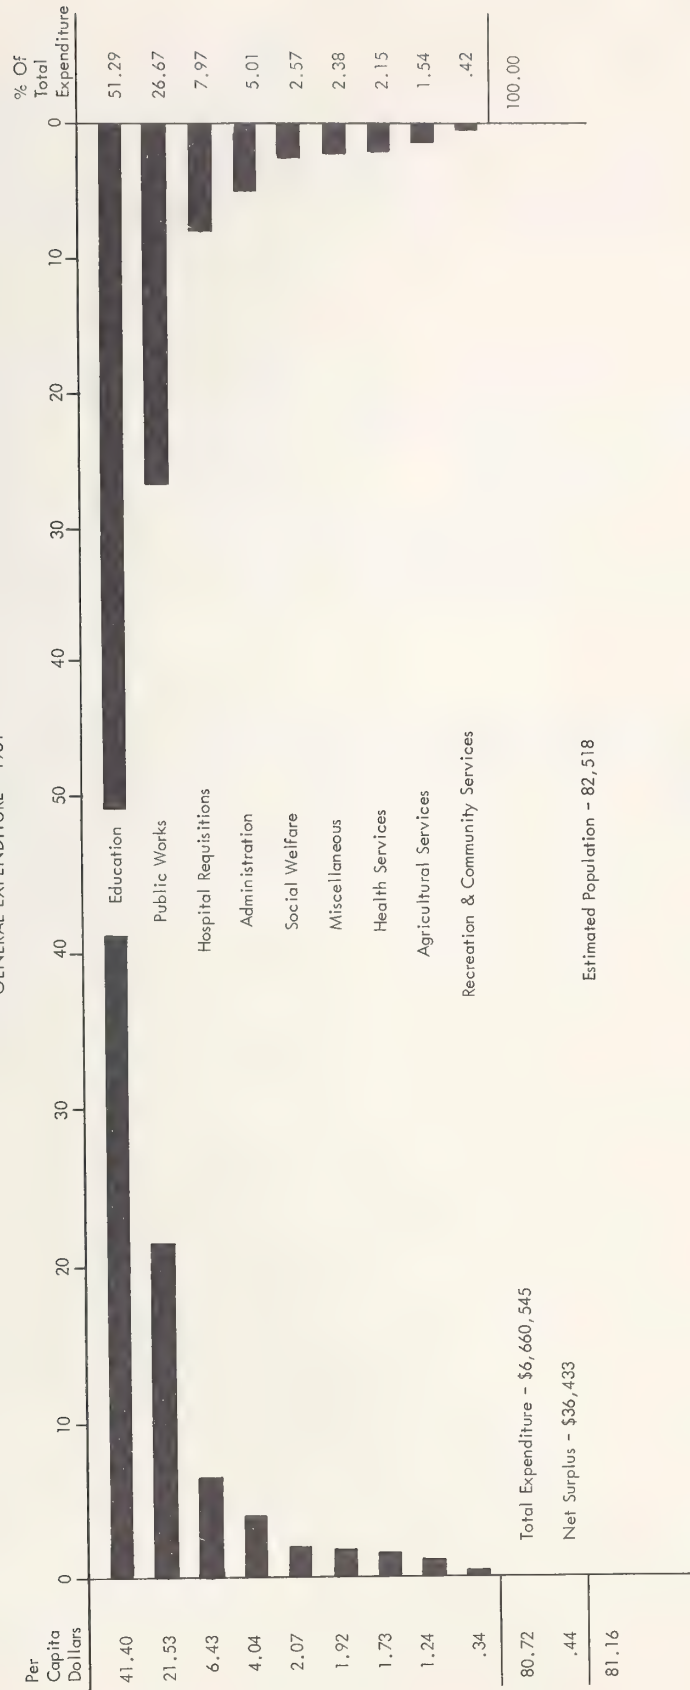 GENERAL EXPENDITURE
Per
Capita
Dollars
0 10 20 30 40
50 40 30 20 10 0
% Of
Total
Expenditure
41.40 Education 51.29
21.53 Public Works 26.67
6.43 Hospital Requisitions 7.97
4.04 Administration 5.01
2.07 Social Welfare 2.57
1.92 Miscellaneous 2.38
1.73 Health Services 2.15
1.24 Agricultural Services 1.54
.34 Recreation & Community Services .42
80.72 Total Expenditure - $6,660,545 100.00
.44 Net Surplus - $36,433
Estimated Population - 82,518
81.16